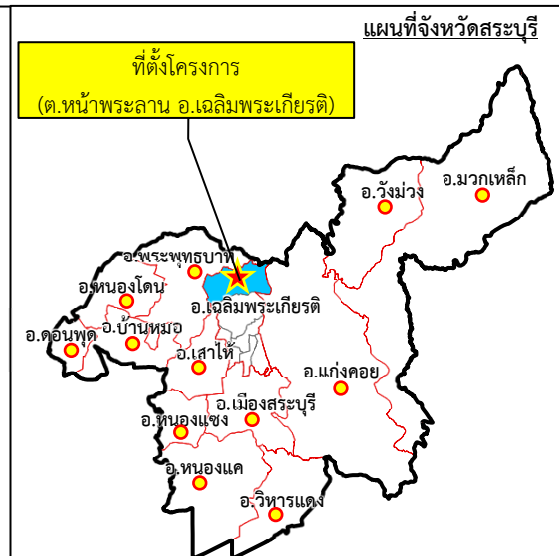 แผนที่จังหวัดสระบุรี
ที่ตั้งโครงการ
(ต.หน้าพระลาน อ.เฉลิมพระเกียรติ)
อ.มวกเหล็ก
อ.วังม่วง
อ.พระพุทธบาท
อ.หนองโดน
อ.เฉลิมพระเกียรติ
อ.บ้านหมอ
อ.ดอนพุด
อ.เสาไห้
อ.แก่งคอย
อ.เมืองสระบุรี
อ.หนองแซง
อ.หนองแค
อ.วิหารแดง